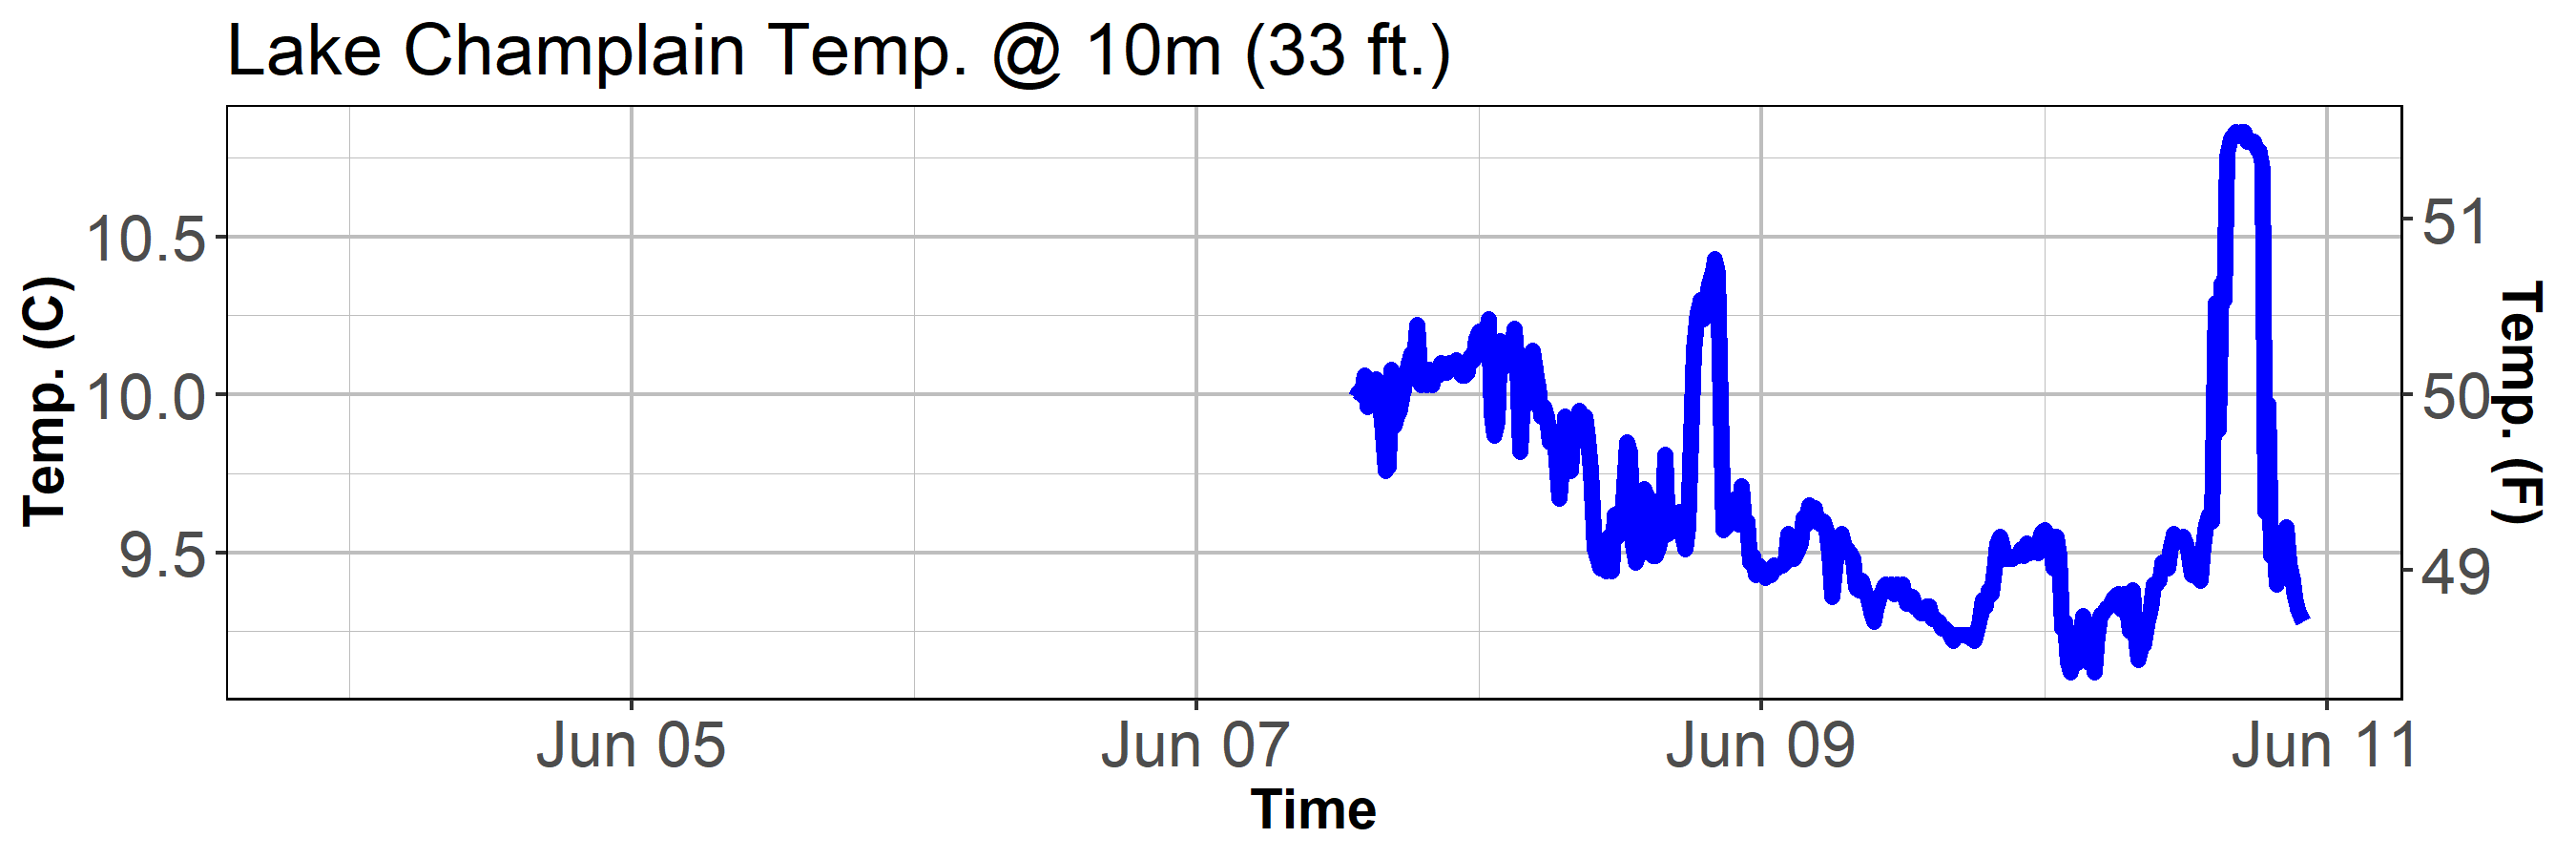 Lake Champlain Temp. @ 10m (33 ft.)
Temp. (C)
10.5
10.0
9.5
51
50
49
Temp. (F)
Jun 05
Jun 07
Jun 09
Jun 11
Time